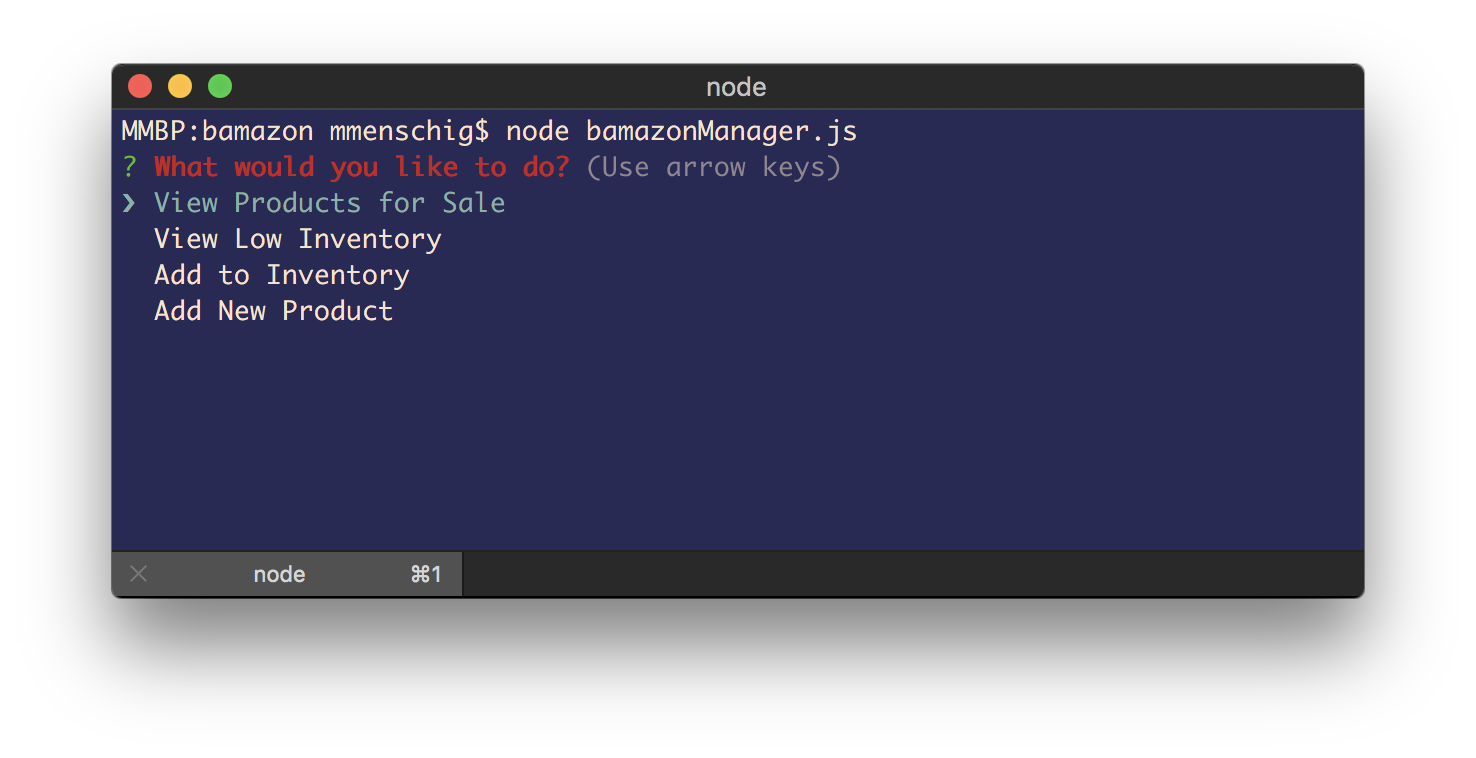 node
MMBP:bamazon mmenschig$ node bamazonManager.js
? What would you like to do? (Use arrow keys)
❯ View Products for Sale
View Low Inventory
Add to Inventory
Add New Product
node ⌘1